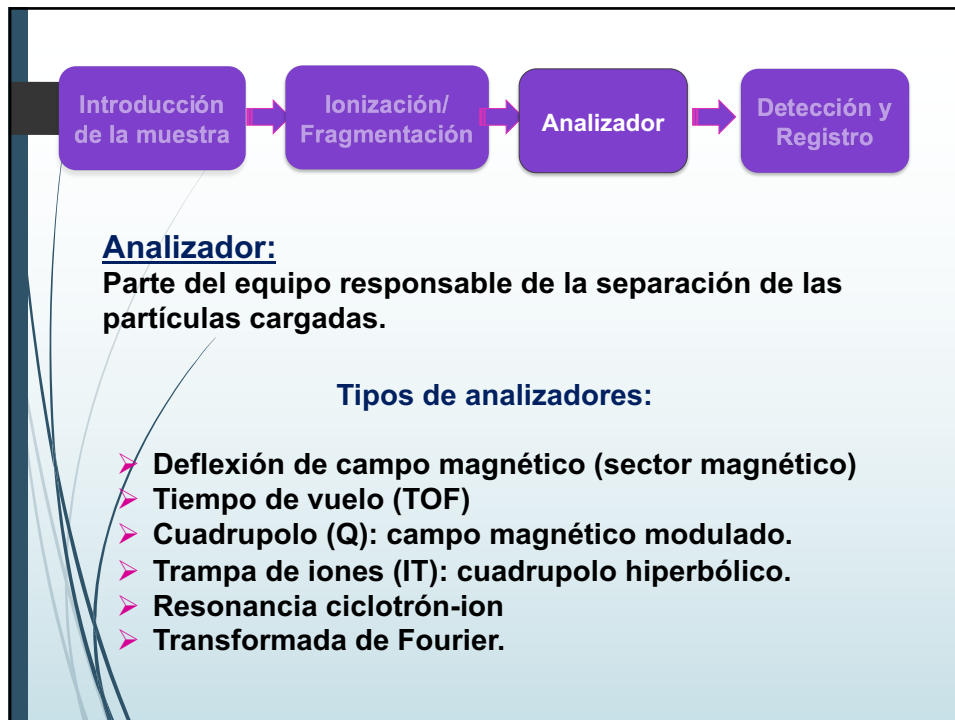 Introducción
de la muestra
Ionización/
Fragmentación
Analizador
Detección y
Registro
Analizador:
Parte del equipo responsable de la separación de las
partículas cargadas.
Tipos de analizadores:
➢ Deflexión de campo magnético (sector magnético)
➢ Tiempo de vuelo (TOF)
➢ Cuadrupolo (Q): campo magnético modulado.
➢ Trampa de iones (IT): cuadrupolo hiperbólico.
➢ Resonancia ciclotrón-ion
➢ Transformada de Fourier.